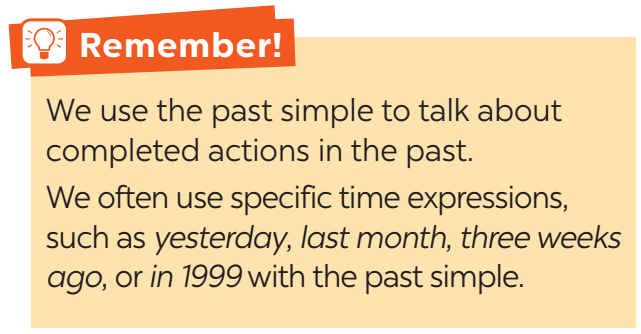 Remember!
We use the past simple to talk about
completed actions in the past.
We often use specific time expressions,
such as yesterday, last month, three weeks
ago, or in 1999 with the past simple.